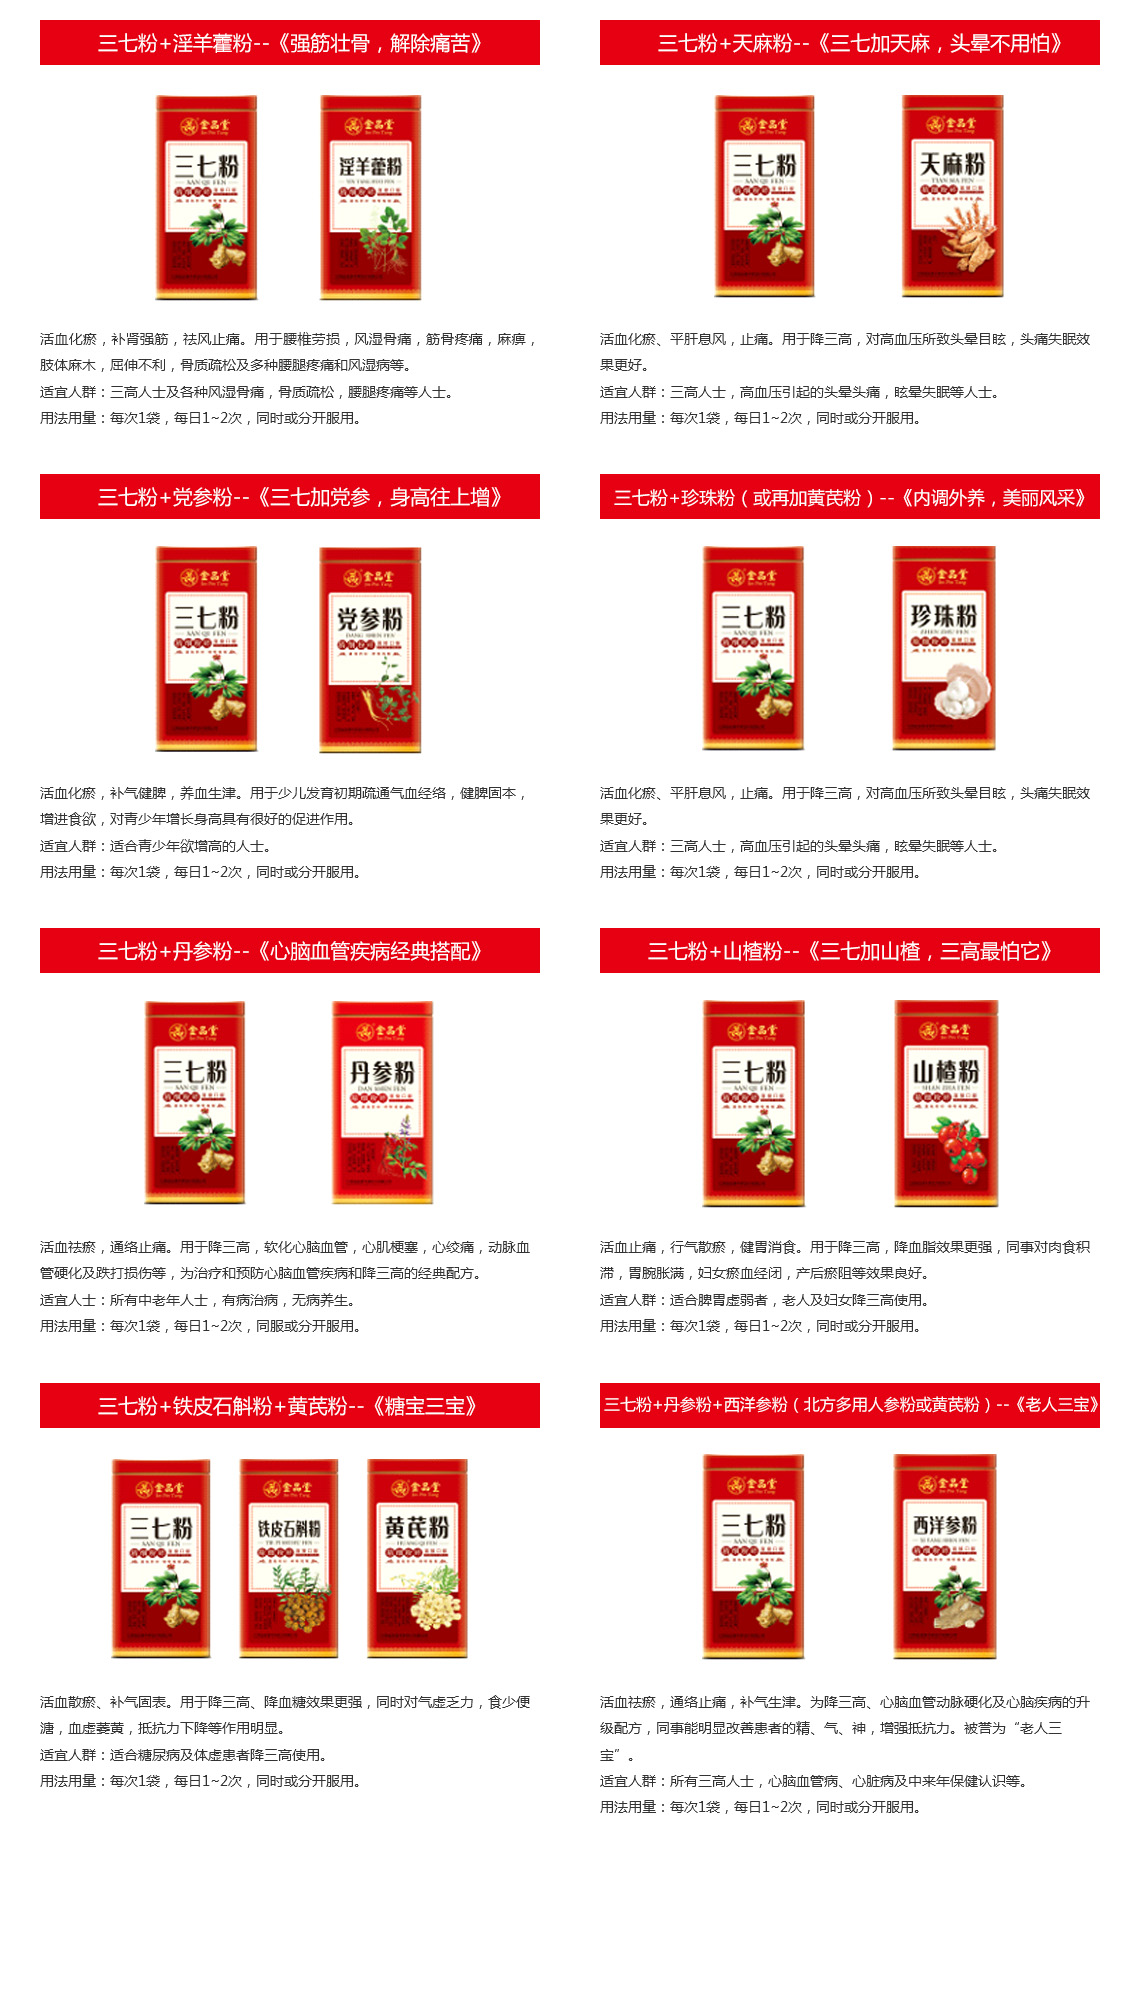 三七粉+淫羊藿粉--《强筋壮骨，解除痛苦》
金品堂
三七粉
SAN QI FEN
金品堂
淫羊藿粉
活血化瘀，补肾强筋，祛风止痛。用于腰椎劳损，风湿骨痛，筋骨疼痛，麻痹，
肢体麻木，屈伸不利，骨质疏松及多种腰腿疼痛和风湿病等。
适宜人群：三高人士及各种风湿骨痛，骨质疏松，腰腿疼痛等人士。
用法用量：每次1袋，每日1~2次，同时或分开服用。
三七粉+天麻粉--《三七加天麻，头晕不用怕》
金品堂
三七粉
SAN QI FEN
金品堂
天麻粉
TIAN MA FEN
活血化瘀、平肝息风，止痛。用于降三高，对高血压所致头晕目眩，头痛失眠效
果更好。
适宜人群：三高人士，高血压引起的头晕头痛，眩晕失眠等人士。
用法用量：每次1袋，每日1~2次，同时或分开服用。
三七粉+党参粉--《三七加党参，身高往上增》
金品堂
三七粉
SAN QI FEN
金品堂
党参粉
DANG SHEN FEN
活血化瘀，补气健脾，养血生津。用于少儿发育初期疏通气血经络，健脾固本，
增进食欲，对青少年增长身高具有很好的促进作用。
适宜人群：适合青少年欲增高的人士。
用法用量：每次1袋，每日1~2次，同时或分开服用。
三七粉+珍珠粉（或再加黄芪粉）--《内调外养，美丽风采》
金品堂
三七粉
SAN QI FEN
金品堂
珍珠粉
ZHEN ZHU FEN
活血化瘀、平肝息风，止痛。用于降三高，对高血压所致头晕目眩，头痛失眠效
果更好。
适宜人群：三高人士，高血压引起的头晕头痛，眩晕失眠等人士。
用法用量：每次1袋，每日1~2次，同时或分开服用。
三七粉+丹参粉--《心脑血管疾病经典搭配》
金品堂
三七粉
SAN QI FEN
金品堂
丹参粉
DAN SHEN FEN
活血祛瘀，通络止痛。用于降三高，软化心脑血管，心肌梗塞，心绞痛，动脉血
管硬化及跌打损伤等，为治疗和预防心脑血管疾病和降三高的经典配方。
适宜人士：所有中老年人士，有病治病，无病养生。
用法用量：每次1袋，每日1~2次，同服或分开服用。
三七粉+山楂粉--《三七加山楂，三高最怕它》
金品堂
三七粉
SAN QI FEN
金品堂
山楂粉
SHAN ZHA FEN
活血止痛，行气散瘀，健胃消食。用于降三高，降血脂效果更强，同事对肉食积
滞，胃腕胀满，妇女瘀血经闭，产后瘀阻等效果良好。
适宜人群：适合脾胃虚弱者，老人及妇女降三高使用。
用法用量：每次1袋，每日1~2次，同时或分开服用。
三七粉+铁皮石斛粉+黄芪粉--《糖宝三宝》
金品堂
三七粉
SAN QI FEN
金品堂
铁皮石斛粉
金品堂
黄芪粉
HUANG QI FEN
活血散瘀、补气固表。用于降三高、降血糖效果更强，同时对气虚乏力，食少便
溏，血虚萎黄，抵抗力下降等作用明显。
适宜人群：适合糖尿病及体虚患者降三高使用。
用法用量：每次1袋，每日1~2次，同时或分开服用。
三七粉+丹参粉+西洋参粉（北方多用人参粉或黄芪粉）--《老人三宝》
金品堂
三七粉
SAN QI FEN
金品堂
西洋参粉
XI YANG SHEN FEN
活血祛瘀，通络止痛，补气生津。为降三高、心脑血管动脉硬化及心脑疾病的升
级配方，同事能明显改善患者的精、气、神，增强抵抗力。被誉为“老人三
宝”。
适宜人群：所有三高人士，心脑血管病、心脏病及中来年保健认识等。
用法用量：每次1袋，每日1~2次，同时或分开服用。